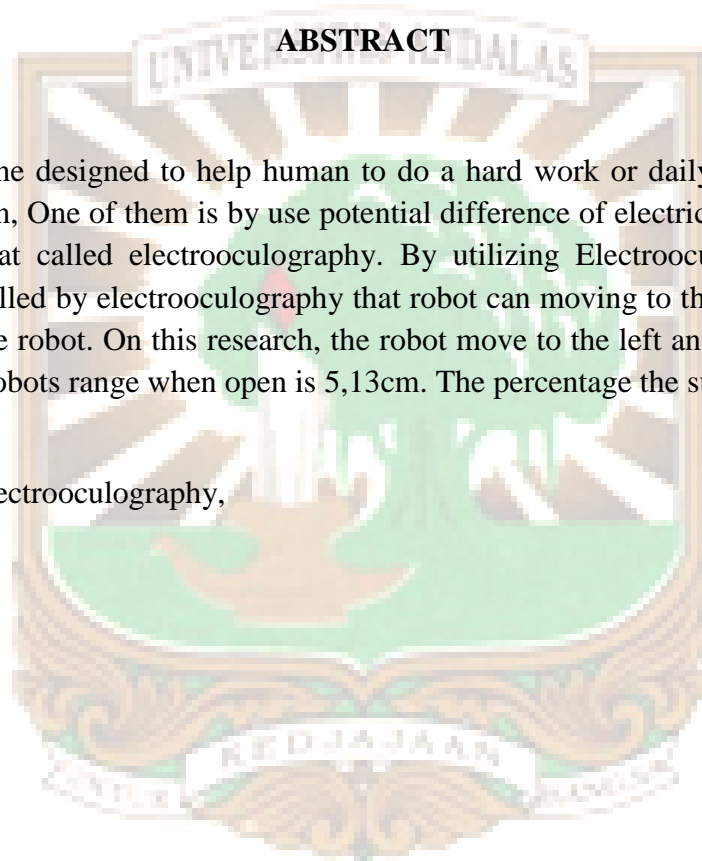 ABSTRACT
UNIVERSITAS ANDALAS
ne designed to help human to do a hard work or daily
n, One of them is by use potential difference of electric
at called electrooculography. By utilizing Electroocu
lled by electrooculography that robot can moving to th
e robot. On this research, the robot move to the left an
obots range when open is 5,13cm. The percentage the s
ectrooculography,
UNTUK KEDJAJAAN BANGSA